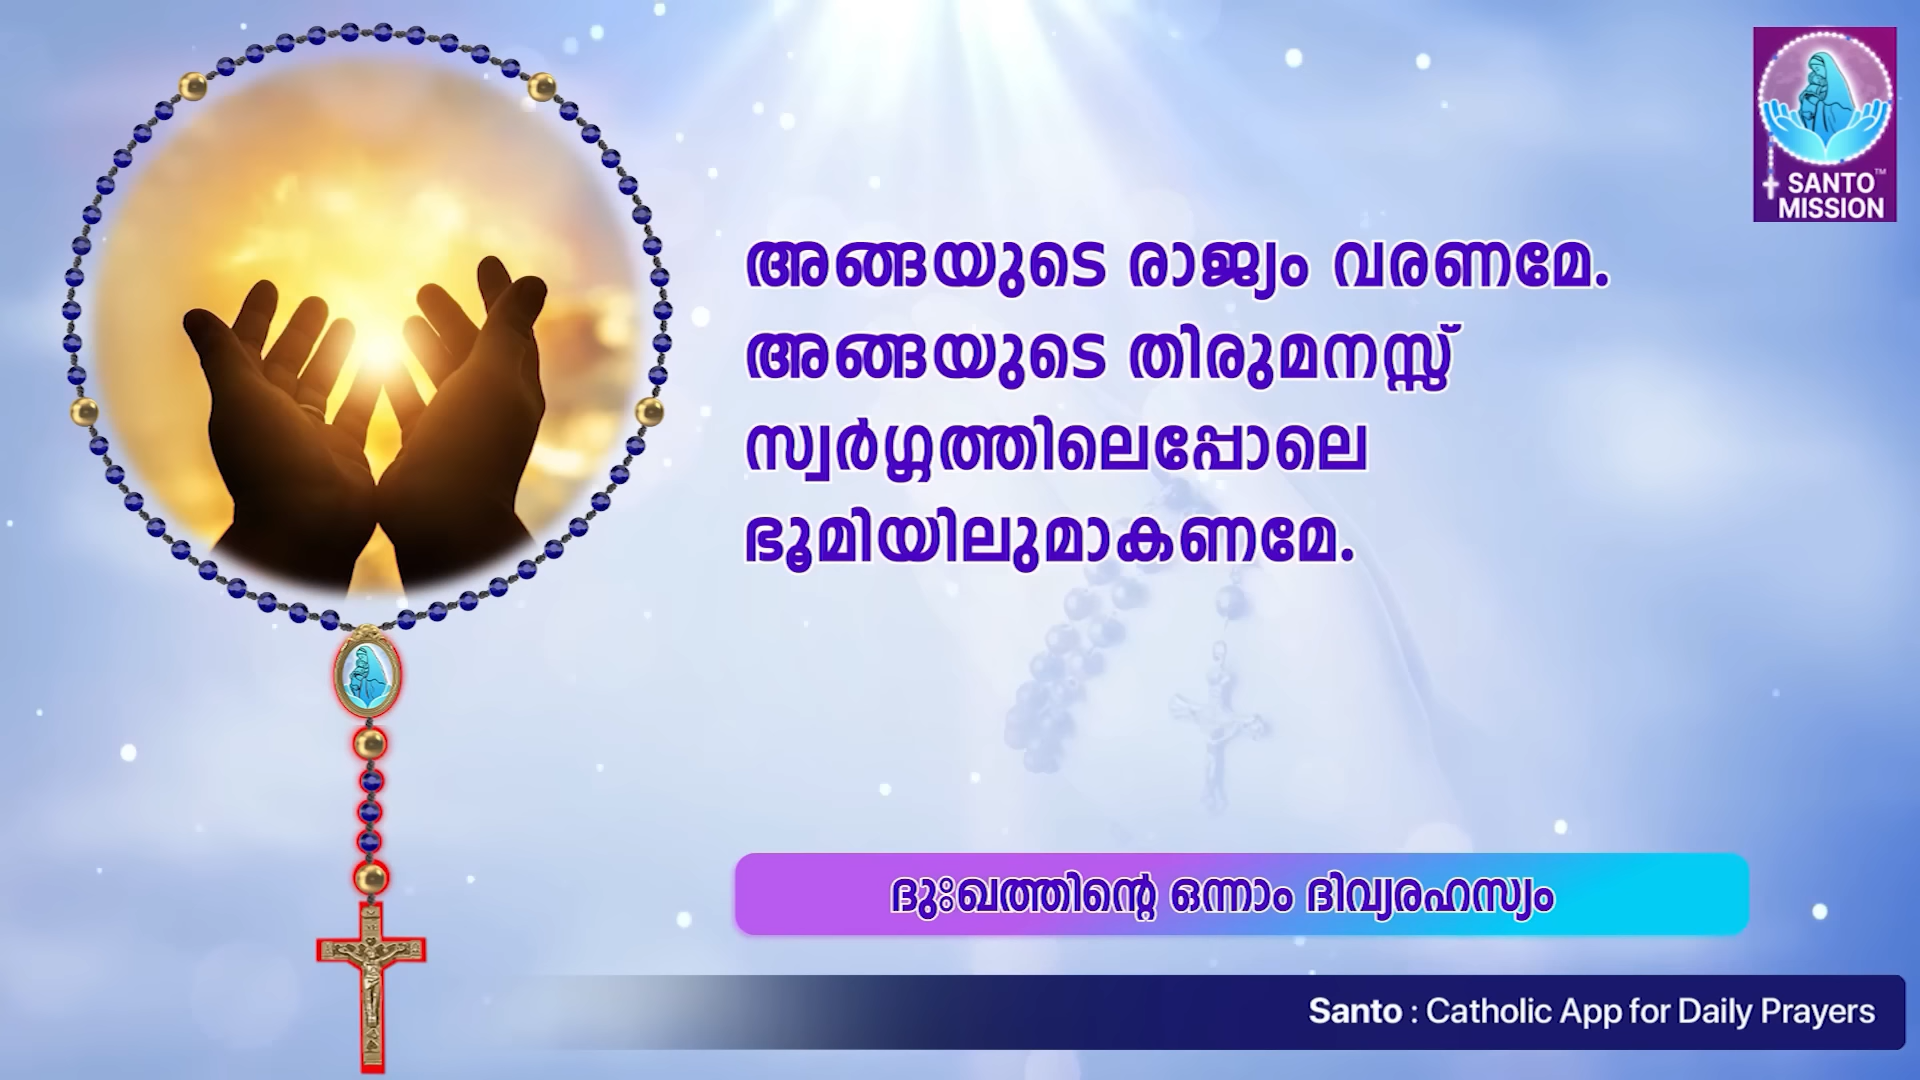 SANTO™
MISSION
അങ്ങയുടെ രാജ്യം വരണമേ.
അങ്ങയുടെ തിരുമനസ്സ്
സ്വർഗ്ഗത്തിലെപ്പോലെ
ഭൂമിയിലുമാകണമേ.
ദുഃഖത്തിന്റെ ഒന്നാം ദിവ്യരഹസ്യം
Santo : Catholic App for Daily Prayers